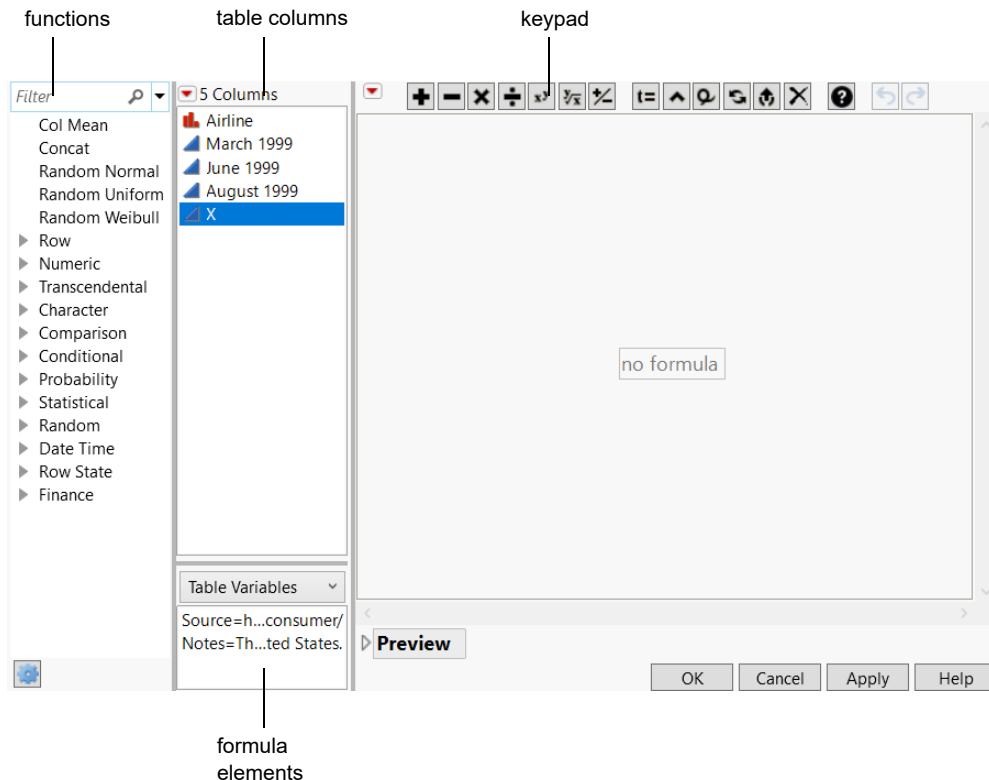 functions
table columns
keypad
Filter
5 Columns
Col Mean
Concat
Random Normal
Random Uniform
Random Weibull
Row
Numeric
Transcendental
Character
Comparison
Conditional
Probability
Statistical
Random
Date Time
Row State
Finance
Airline
March 1999
June 1999
August 1999
X
t=
no formula
Table Variables
Source=h...consumer/
Notes=Th...ted States.
Preview
OK
Cancel
Apply
Help
formula
elements